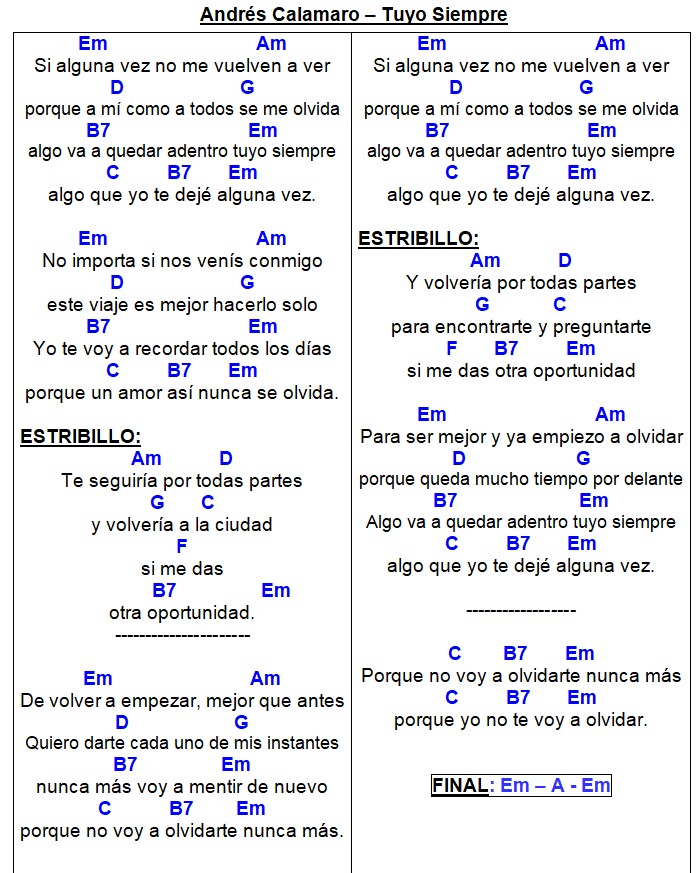 Andrés Calamaro – Tuyo Siempre
Em Am
Si alguna vez no me vuelven a ver
D G
porque a mí como a todos se me olvida
B7 Em
algo va a quedar adentro tuyo siempre
C B7 Em
algo que yo te dejé alguna vez.
Em Am
No importa si nos venís conmigo
D G
este viaje es mejor hacerlo solo
B7 Em
Yo te voy a recordar todos los días
C B7 Em
porque un amor así nunca se olvida.
ESTRIBILLO:
Am D
Te seguiría por todas partes
G C
y volvería a la ciudad
F
si me das
B7 Em
otra oportunidad.
----------------------
Em Am
De volver a empezar, mejor que antes
D G
Quiero darte cada uno de mis instantes
B7 Em
nunca más voy a mentir de nuevo
C B7 Em
porque no voy a olvidarte nunca más.
Em Am
Si alguna vez no me vuelven a ver
D G
porque a mí como a todos se me olvida
B7 Em
algo va a quedar adentro tuyo siempre
C B7 Em
algo que yo te dejé alguna vez.
ESTRIBILLO:
Am D
Y volvería por todas partes
G C
para encontrarte y preguntarte
F B7 Em
si me das otra oportunidad
Em Am
Para ser mejor y ya empiezo a olvidar
D G
porque queda mucho tiempo por delante
B7 Em
Algo va a quedar adentro tuyo siempre
C B7 Em
algo que yo te dejé alguna vez.
------------------
C B7 Em
Porque no voy a olvidarte nunca más
C B7 Em
porque yo no te voy a olvidar.
FINAL: Em – A - Em